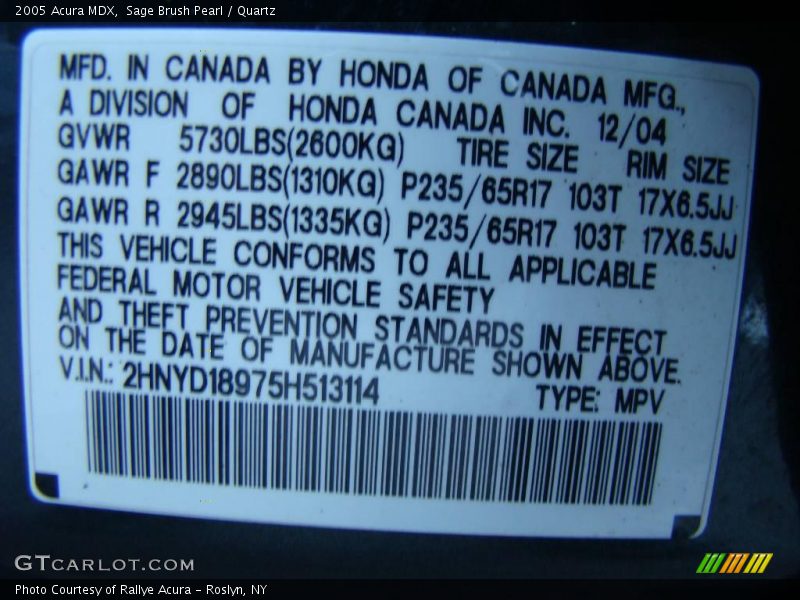 2005 Acura MDX,  Sage Brush Pearl / Quartz
MFD. IN CANADA BY HONDA OF CANADA MFG.,
A DIVISION OF HONDA CANADA INC. 12/04
GVWR 5730LBS(2600KG) TIRE SIZE RIM SIZE
GAWR F 2890LBS(1310KG) P235/65R17 103T 17X6.5JJ
GAWR R 2945LBS(1335KG) P235/65R17 103T 17X6.5JJ
THIS VEHICLE CONFORMS TO ALL APPLICABLE
FEDERAL MOTOR VEHICLE SAFETY
AND THEFT PREVENTION STANDARDS IN EFFECT
ON THE DATE OF MANUFACTURE SHOWN ABOVE.
V.I.N.: 2HNYD18975H513114 TYPE: MPV
GTCARLOT.COM
Photo Courtesy of Rallye Acura - Roslyn, NY